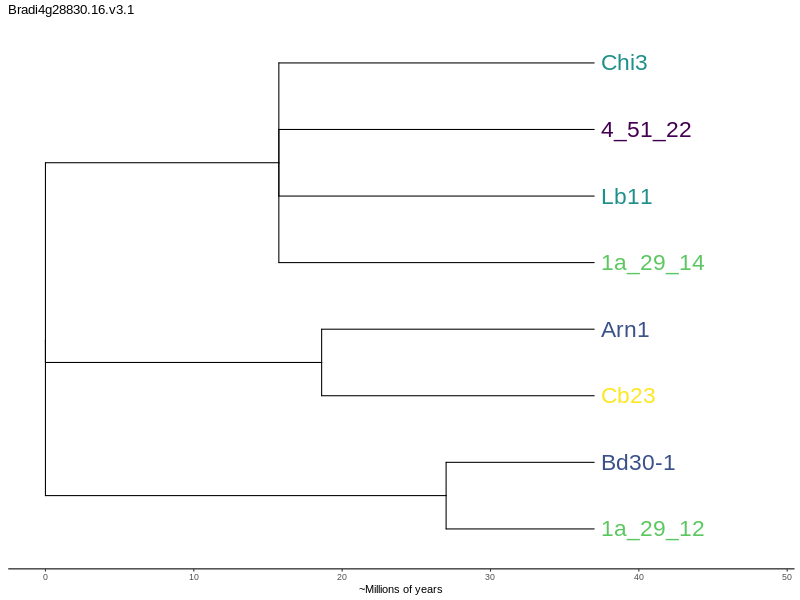 Bradi4g28830.16.v3.1
Chi3
4_51_22
Lb11
1a_29_14
Arn1
Cb23
Bd30-1
1a_29_12
0 10 20 30 40 50
~Millions of years